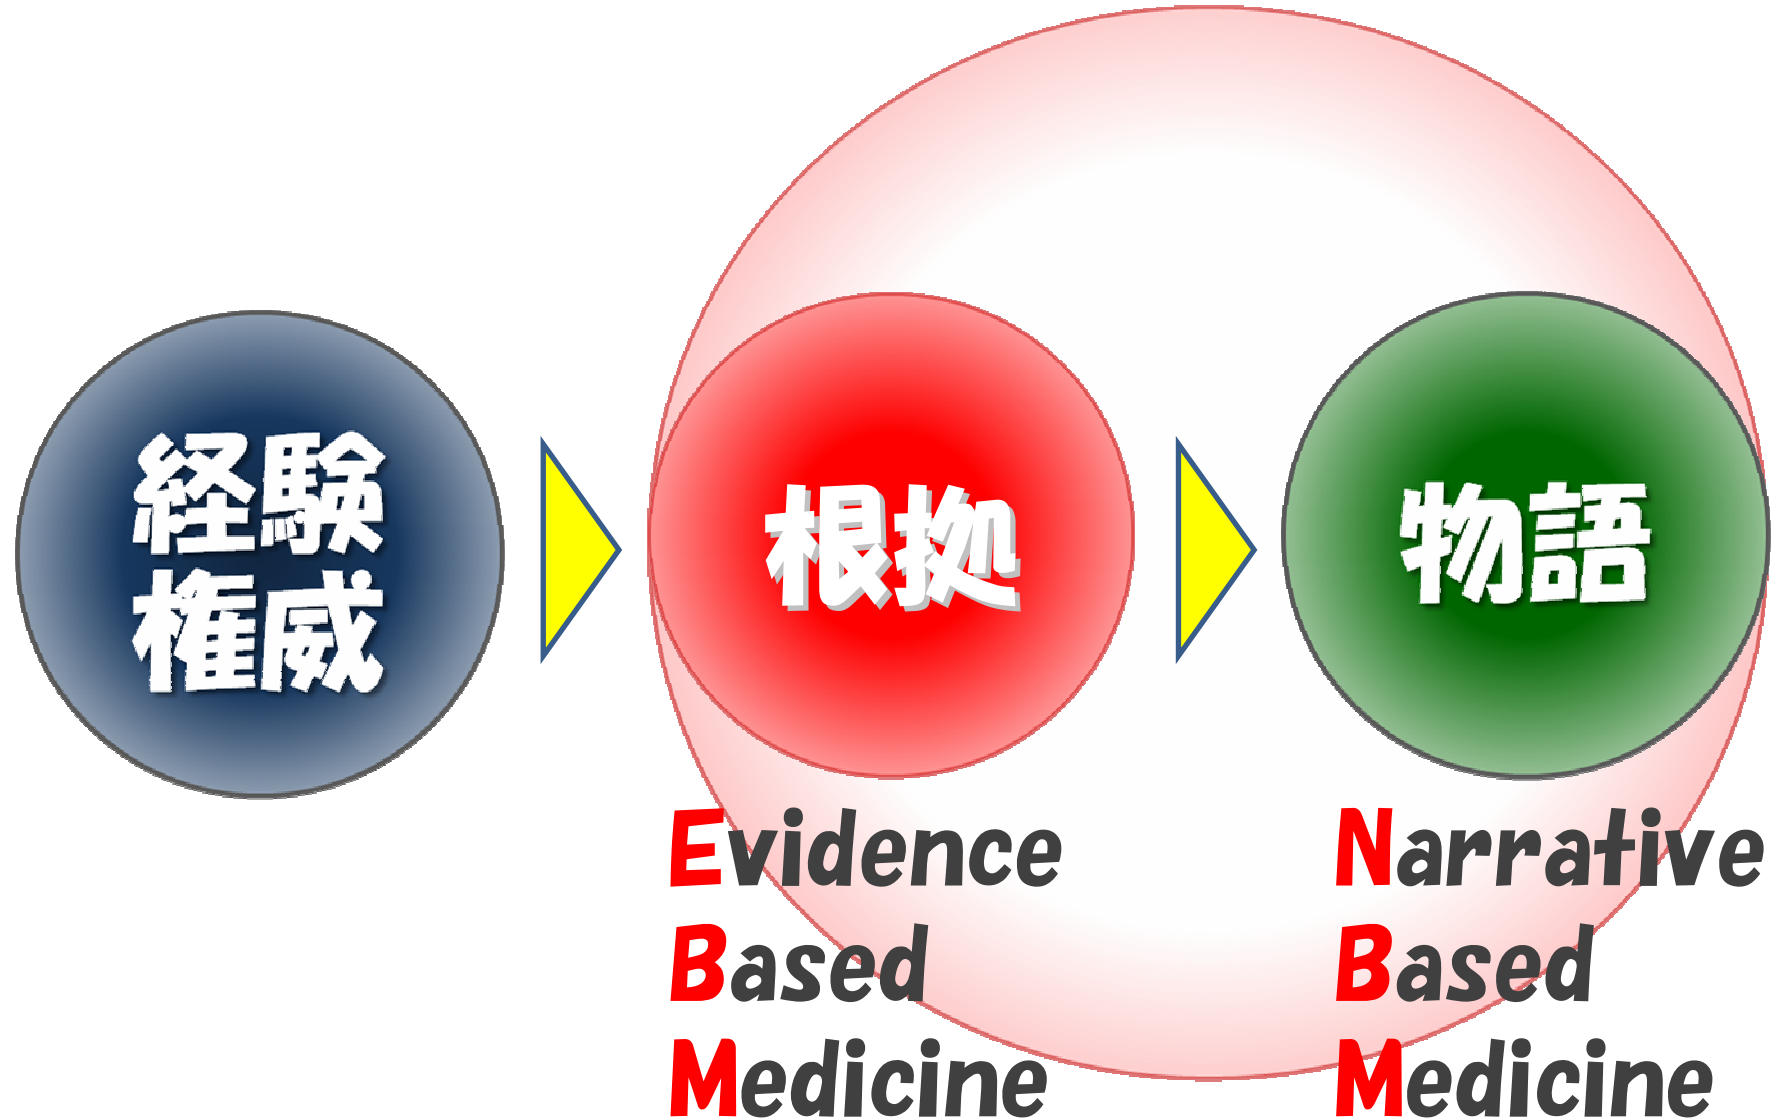 経験
権威
根拠
物語
Evidence
Based
Medicine
Narrative
Based
Medicine